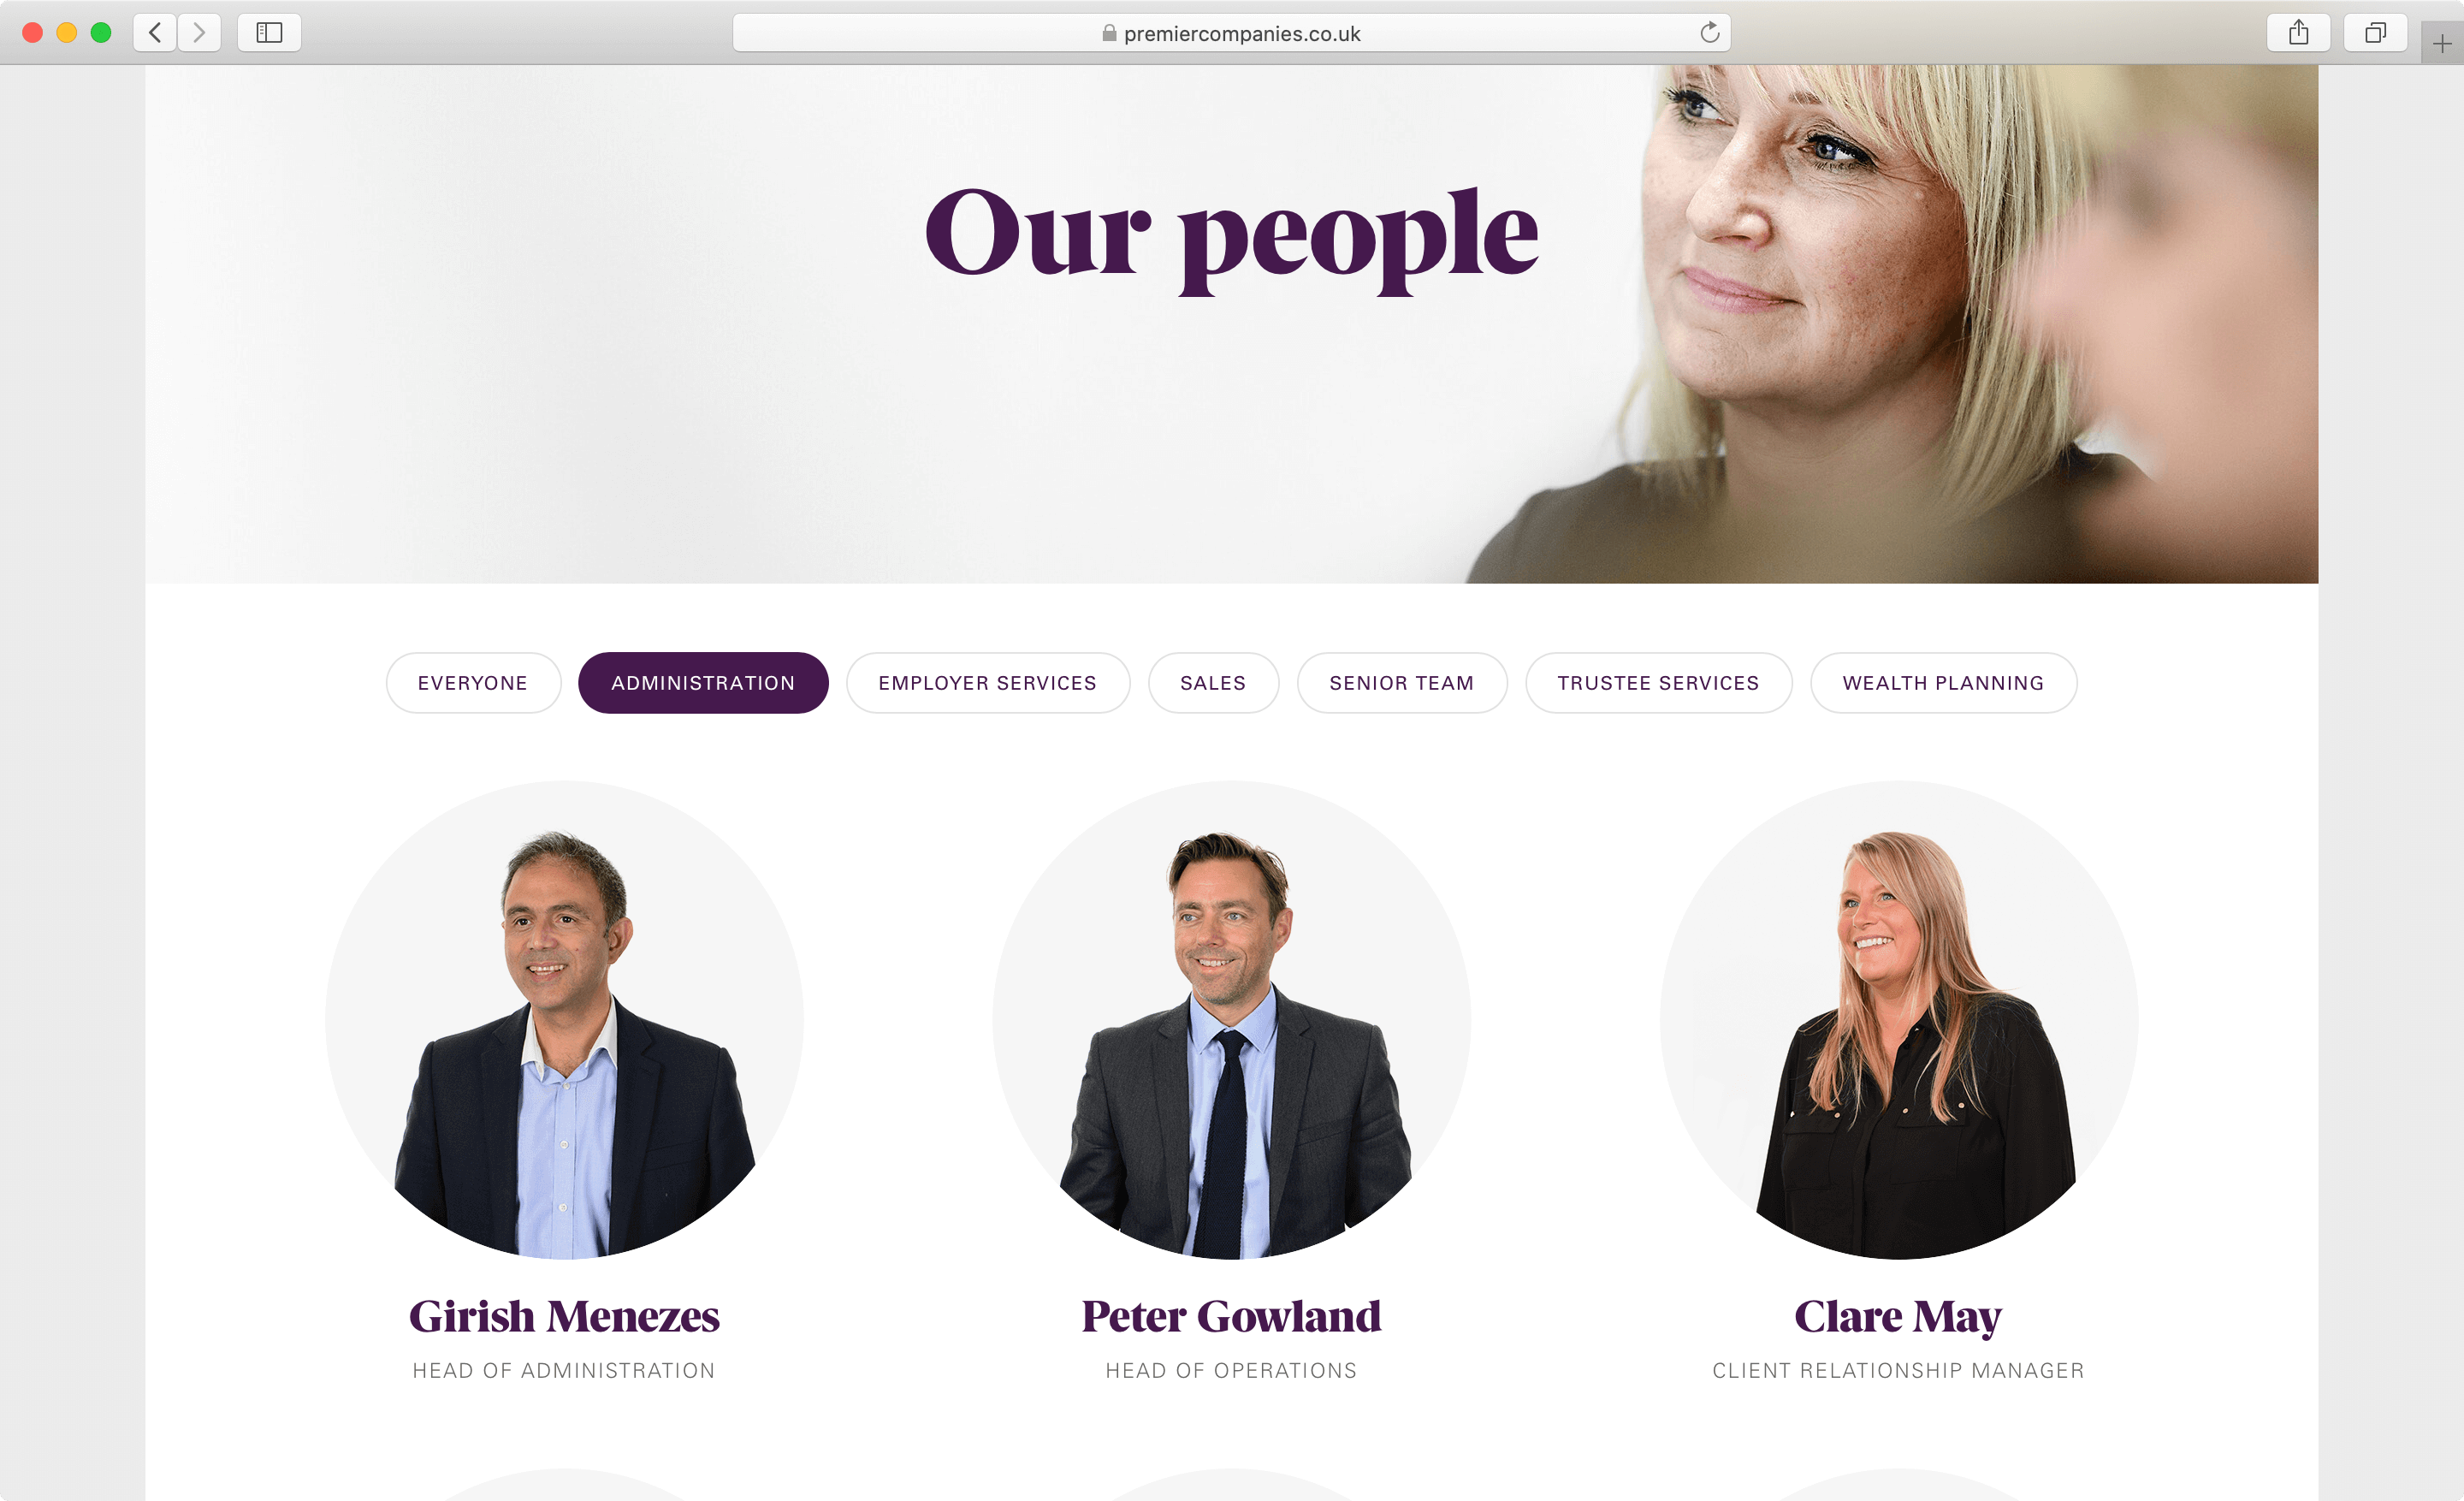 premiercompanies.co.uk
Our people
EVERYONE
ADMINISTRATION
EMPLOYER SERVICES
SALES
SENIOR TEAM
TRUSTEE SERVICES
WEALTH PLANNING
Girish Menezes
HEAD OF ADMINISTRATION
Peter Gowland
HEAD OF OPERATIONS
Clare May
CLIENT RELATIONSHIP MANAGER